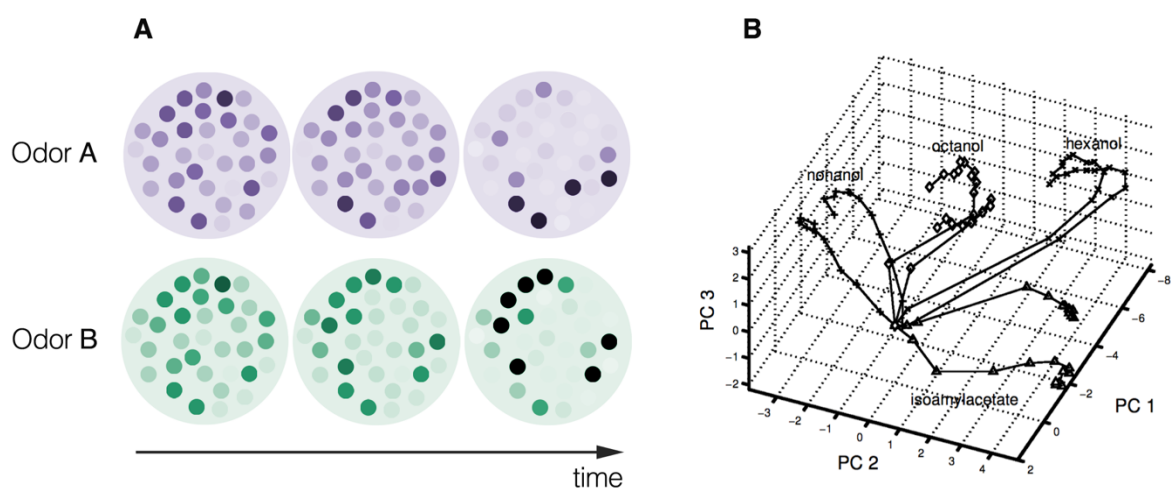 A
Odor A
Odor B
time
B
nonanol
octanol
hexanol
isoamylacetate
PC 3
3
2
1
0
−1
−2
PC 2
−3
−2
−1
0
1
2
3
4
2
PC 1
−8
−6
−4
−2
0